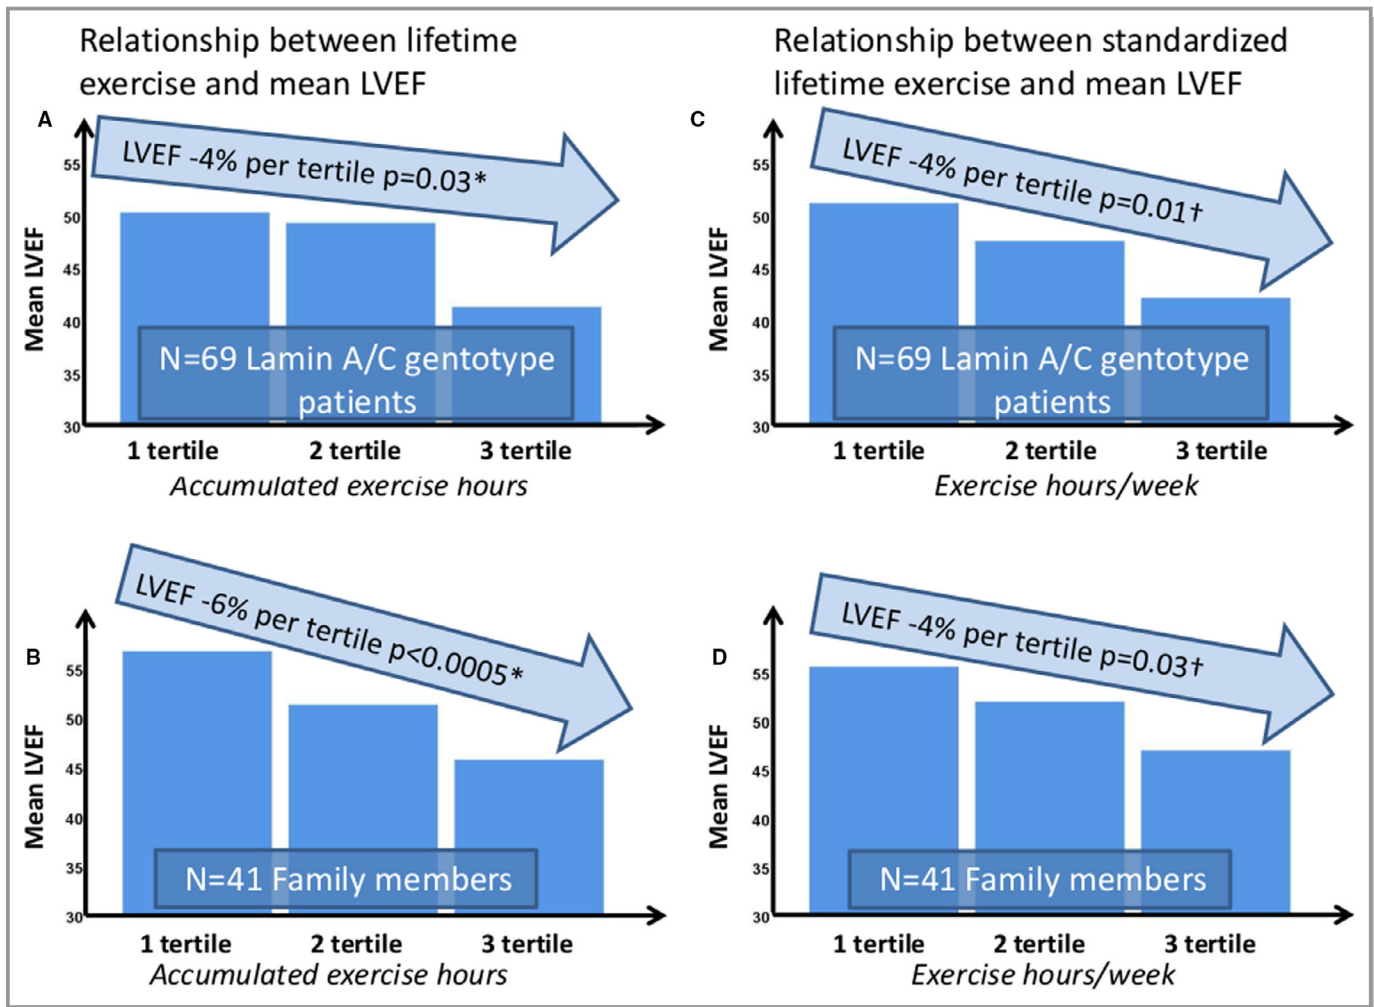 Relationship between lifetime
exercise and mean LVEF
A
LVEF -4% per tertile p=0.03*
55
50
45
40
35
30
Mean LVEF
N=69 Lamin A/C gentotype
patients
1 tertile 2 tertile 3 tertile
Accumulated exercise hours
Relationship between standardized
lifetime exercise and mean LVEF
C
LVEF -4% per tertile p=0.01†
55
50
45
40
35
30
Mean LVEF
N=69 Lamin A/C gentotype
patients
1 tertile 2 tertile 3 tertile
Exercise hours/week
B
LVEF -6% per tertile p<0.0005*
55
50
45
40
35
30
Mean LVEF
N=41 Family members
1 tertile 2 tertile 3 tertile
Accumulated exercise hours
D
LVEF -4% per tertile p=0.03†
55
50
45
40
35
30
Mean LVEF
N=41 Family members
1 tertile 2 tertile 3 tertile
Exercise hours/week